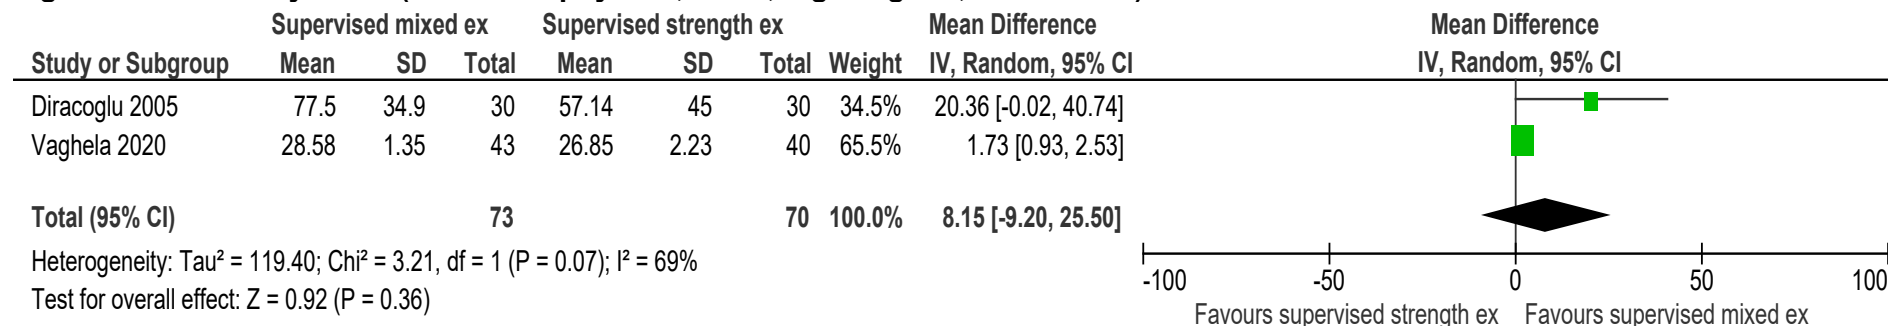 Supervised mixed ex Supervised strength ex Mean Difference Mean Difference
Study or Subgroup Mean SD Total Mean SD Total Weight IV, Random, 95% CI IV, Random, 95% CI
Diracoglu 2005 77.5 34.9 30 57.14 45 30 34.5% 20.36 [-0.02, 40.74]
Vaghela 2020 28.58 1.35 43 26.85 2.23 40 65.5% 1.73 [0.93, 2.53]
Total (95% CI) 73 70 100.0% 8.15 [-9.20, 25.50]
Heterogeneity: Tau² = 119.40; Chi² = 3.21, df = 1 (P = 0.07); I² = 69%
Test for overall effect: Z = 0.92 (P = 0.36)
-100 -50 0 50 100
Favours supervised strength ex Favours supervised mixed ex